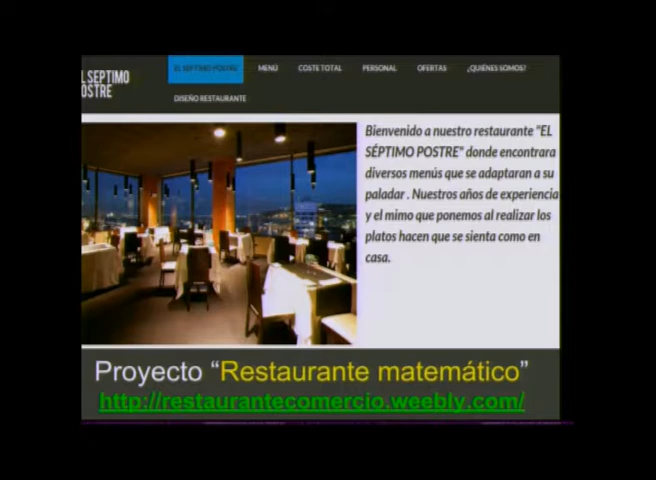 L SEPTIMO
OSTRE
EL SÉPTIMO POSTRE
MENÚ
COSTE TOTAL
PERSONAL
OFERTAS
¿QUIÉNES SOMOS?
DISEÑO RESTAURANTE
Bienvenido a nuestro restaurante "EL
SÉPTIMO POSTRE" donde encontrara
diversos menús que se adaptaran a su
paladar . Nuestros años de experiencia
y el mimo que ponemos al realizar los
platos hacen que se sienta como en
casa.
Proyecto “Restaurante matemático”
http://restaurantecomercio.weebly.com/